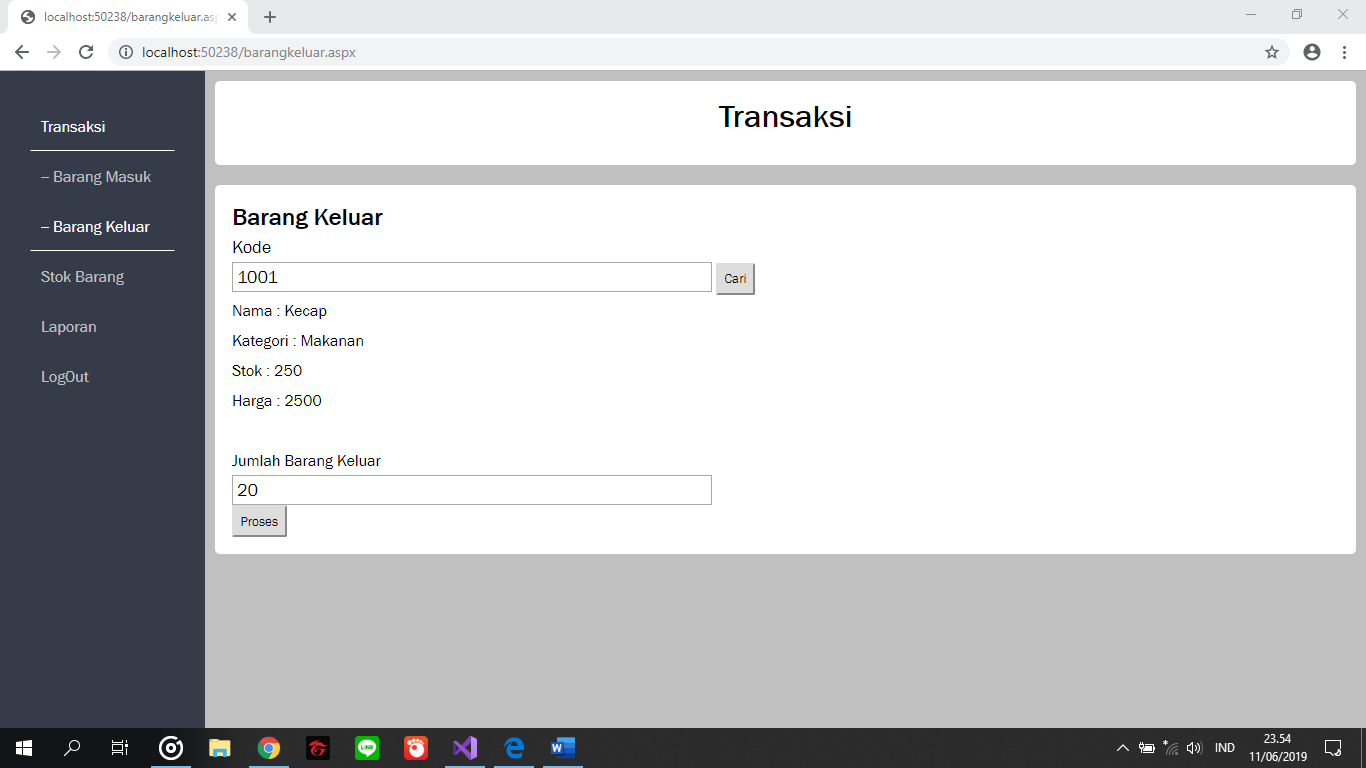 localhost:50238/barangkeluar.asp
localhost:50238/barangkeluar.aspx
Transaksi
– Barang Masuk
– Barang Keluar
Stok Barang
Laporan
LogOut
Transaksi
Barang Keluar
Kode
1001 Cari
Nama : Kecap
Kategori : Makanan
Stok : 250
Harga : 2500
Jumlah Barang Keluar
20
Proses
LINE
W
IND
23.54
11/06/2019